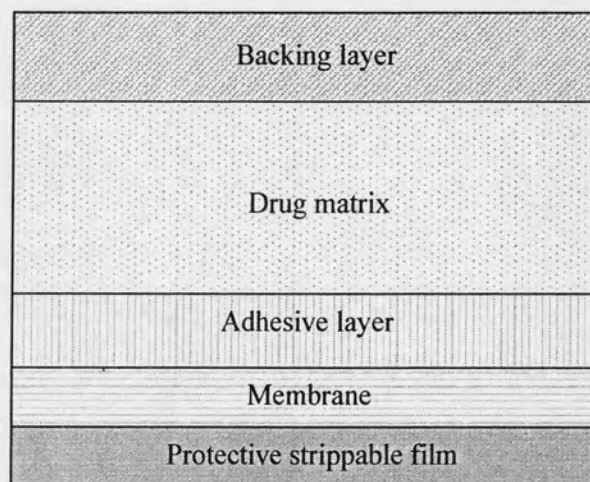 Backing layer
Drug matrix
Adhesive layer
Membrane
Protective strippable film